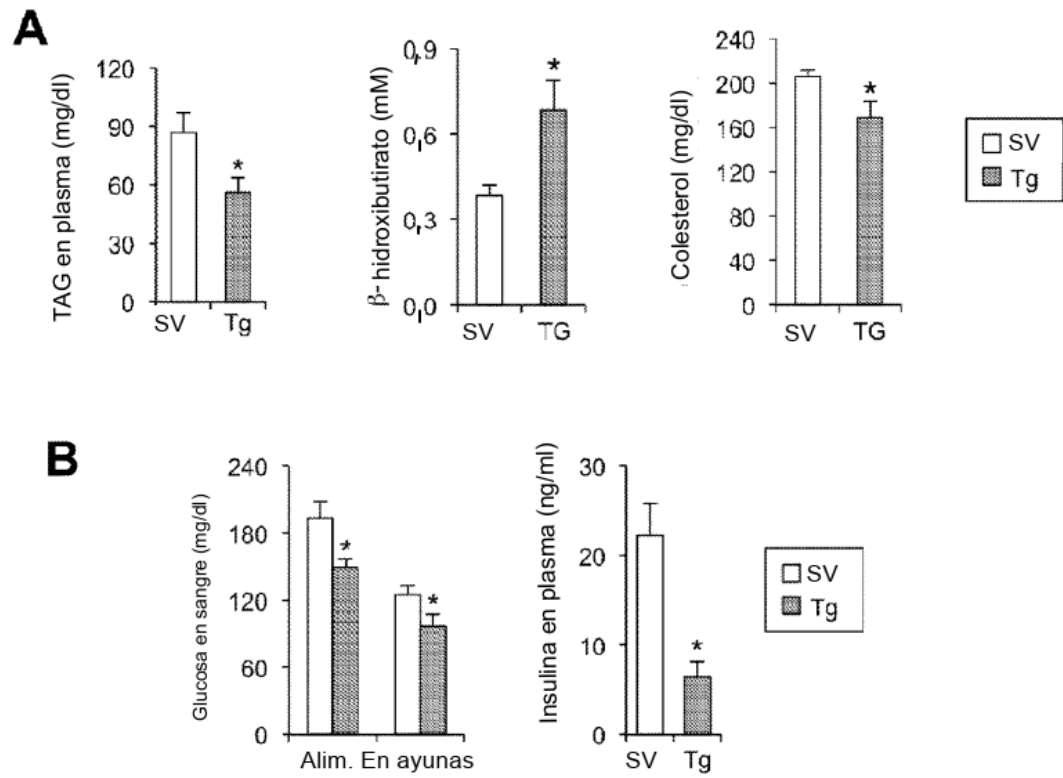 A
TAG en plasma (mg/dl)
120
90
60
30
0
*
SV Tg
β- hidroxibutirato (mM)
0,9
0,6
0,3
0,0
*
SV TG
Colesterol (mg/dl)
240
200
160
120
80
40
0
*
SV TG
SV
Tg
B
Glucosa en sangre (mg/dl)
240
180
120
60
0
*
*
Alim. En ayunas
Insulina en plasma (ng/ml)
30
20
10
0
*
SV Tg
SV
Tg